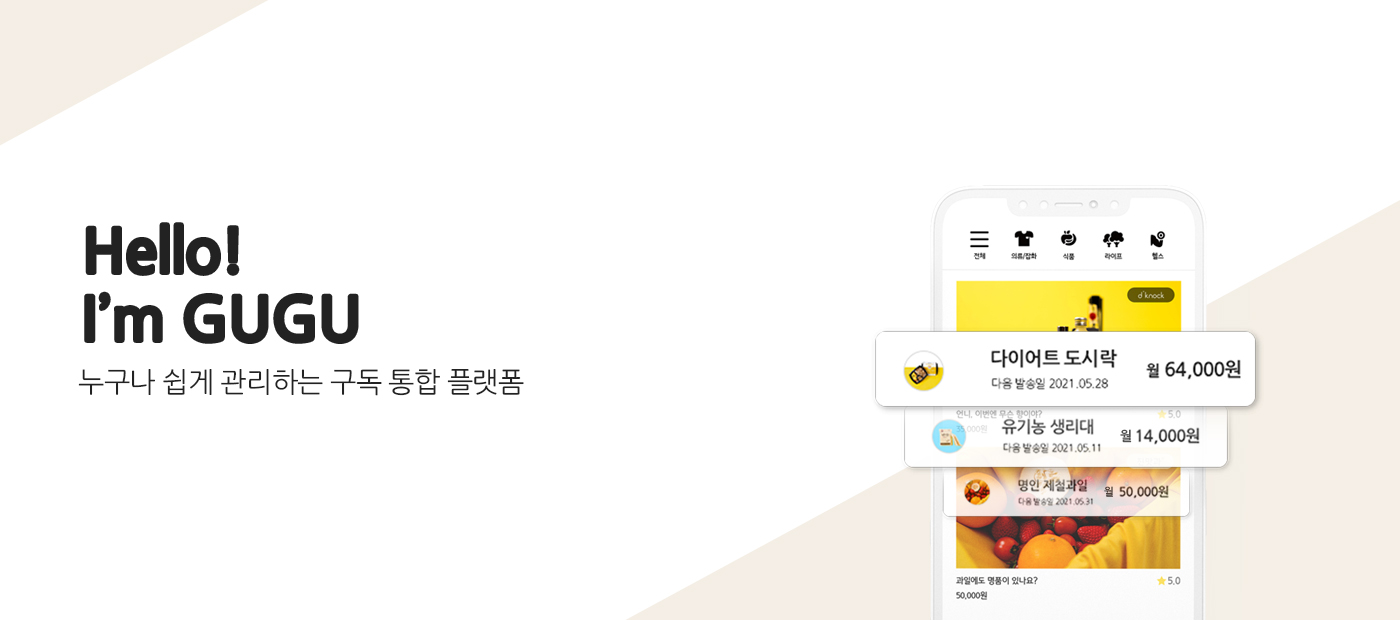 Hello!
I'm GUGU
누구나 쉽게 관리하는 구독 통합 플랫폼
전체 의류/잡화 식품 라이프 헬스
d'knock
다이어트 도시락
다음 발송일 2021.05.28
월 64,000원
언니, 이번엔 무슨 향이야?
5.0
유기농 생리대
다음 발송일 2021.05.11
월 14,000원
명인 제철과일
다음 발송일 2021.05.31
월 50,000원
과일에도 명품이 있나요?
5.0
50,000원